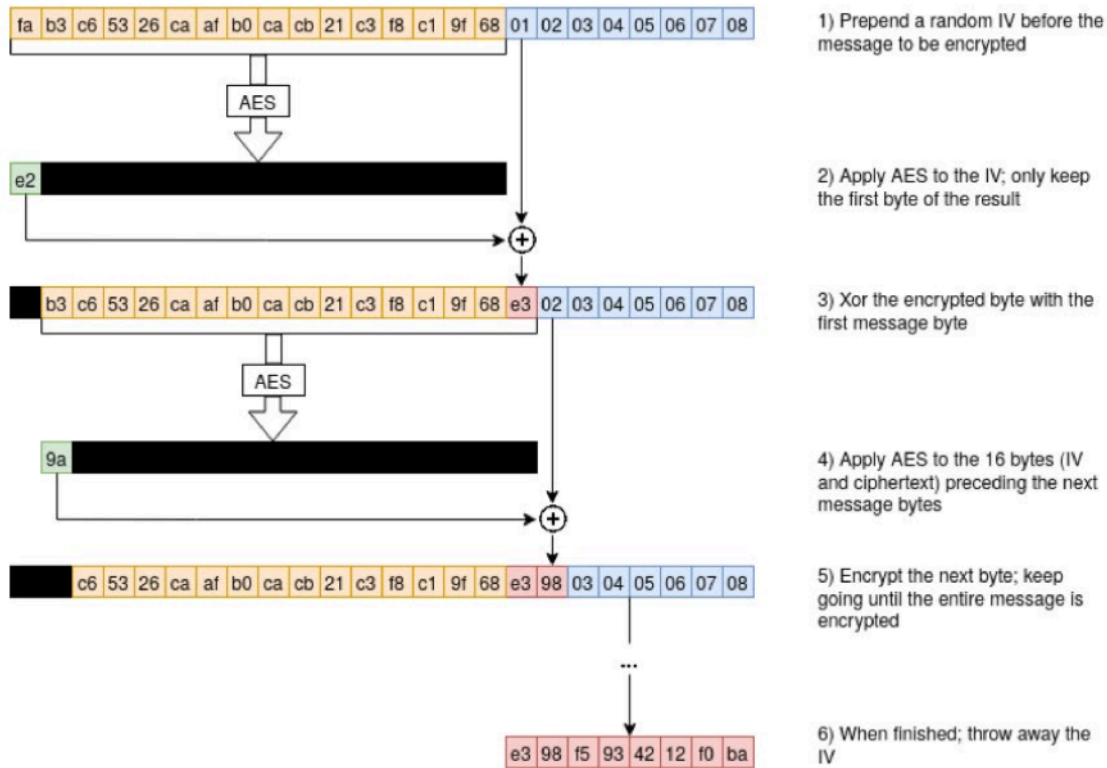 fa b3 c6 53 26 ca af b0 ca cb 21 c3 f8 c1 9f 68 01 02 03 04 05 06 07 08
1) Prepend a random IV before the
message to be encrypted
AES
e2
2) Apply AES to the IV; only keep
the first byte of the result
b3 c6 53 26 ca af b0 ca cb 21 c3 f8 c1 9f 68 e3 02 03 04 05 06 07 08
3) Xor the encrypted byte with the
first message byte
AES
9a
4) Apply AES to the 16 bytes (IV
and ciphertext) preceding the next
message bytes
c6 53 26 ca af b0 ca cb 21 c3 f8 c1 9f 68 e3 98 03 04 05 06 07 08
5) Encrypt the next byte; keep
going until the entire message is
encrypted
...
e3 98 f5 93 42 12 f0 ba
6) When finished; throw away the
IV